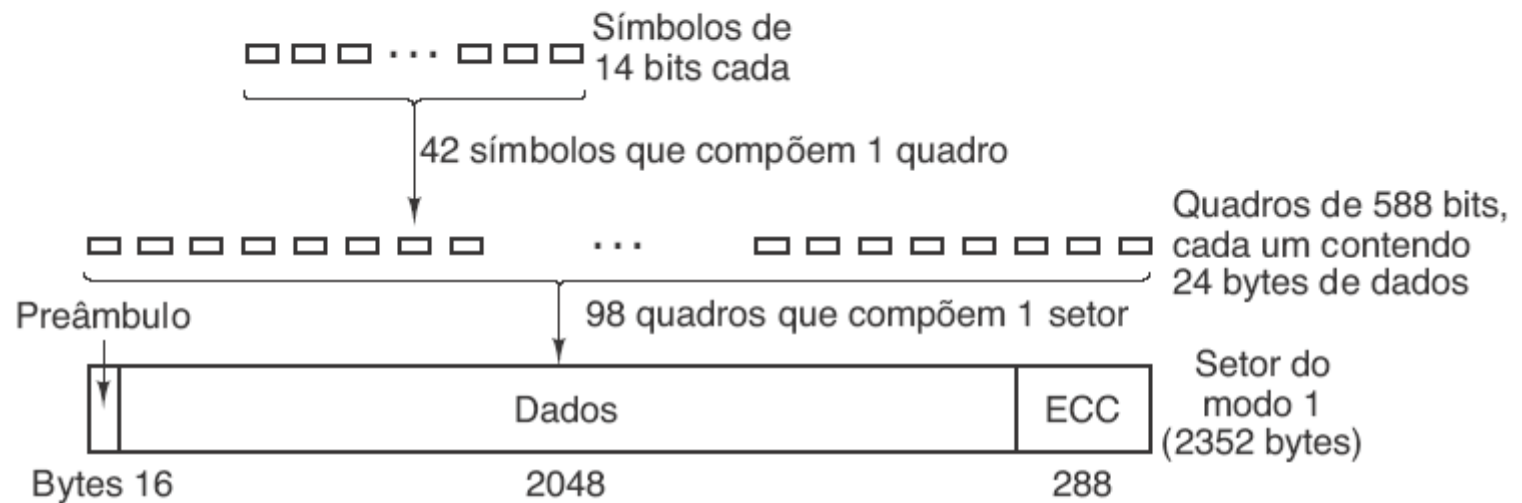 Símbolos de
14 bits cada
42 símbolos que compõem 1 quadro
Quadros de 588 bits,
cada um contendo
24 bytes de dados
Preâmbulo
98 quadros que compõem 1 setor
Dados
ECC
Setor do
modo 1
(2352 bytes)
Bytes 16
2048
288